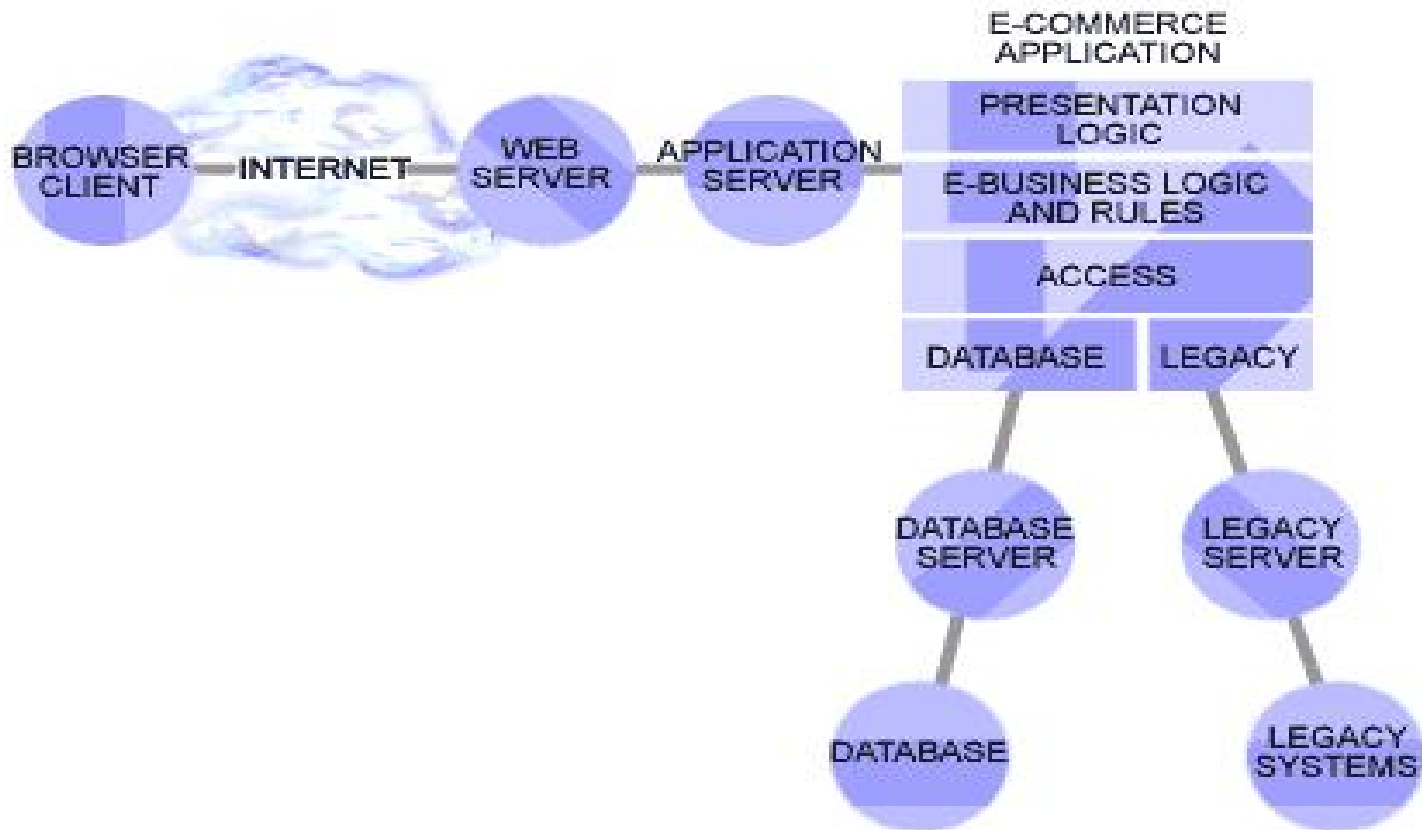 E-COMMERCE
APPLICATION
BROWSER
CLIENT
INTERNET
WEB
SERVER
APPLICATION
SERVER
PRESENTATION
LOGIC
E-BUSINESS LOGIC
AND RULES
ACCESS
DATABASE
LEGACY
DATABASE
SERVER
LEGACY
SERVER
DATABASE
LEGACY
SYSTEMS